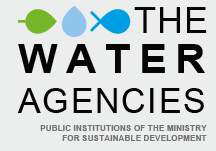 THE
WATER
AGENCIES
PUBLIC INSTITUTIONS OF THE MINISTRY
FOR SUSTAINABLE DEVELOPMENT